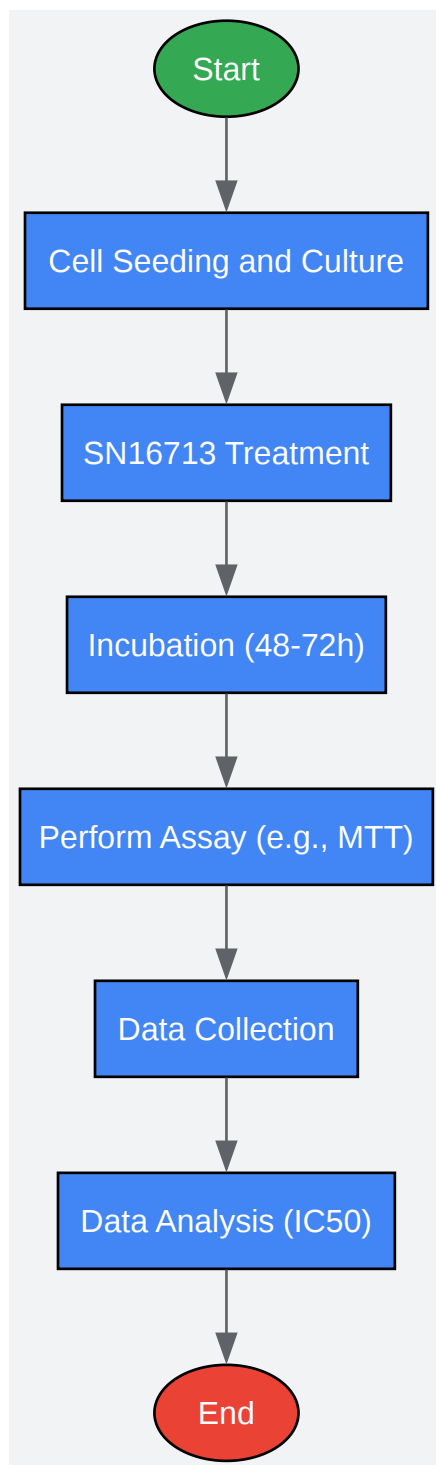 Start
Cell Seeding and Culture
SN16713 Treatment
Incubation (48-72h)
Perform Assay (e.g., MTT)
Data Collection
Data Analysis (IC50)
End